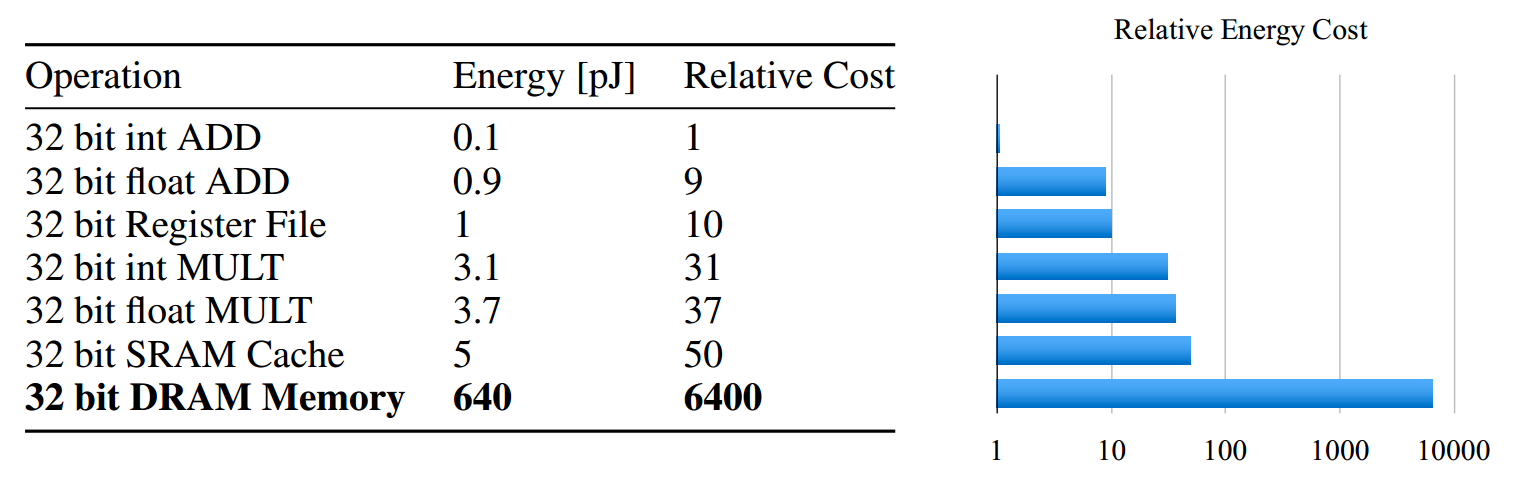 Operation Energy [pJ] Relative Cost
32 bit int ADD 0.1 1
32 bit float ADD 0.9 9
32 bit Register File 1 10
32 bit int MULT 3.1 31
32 bit float MULT 3.7 37
32 bit SRAM Cache 5 50
32 bit DRAM Memory 640 6400
Relative Energy Cost
1 10 100 1000 10000